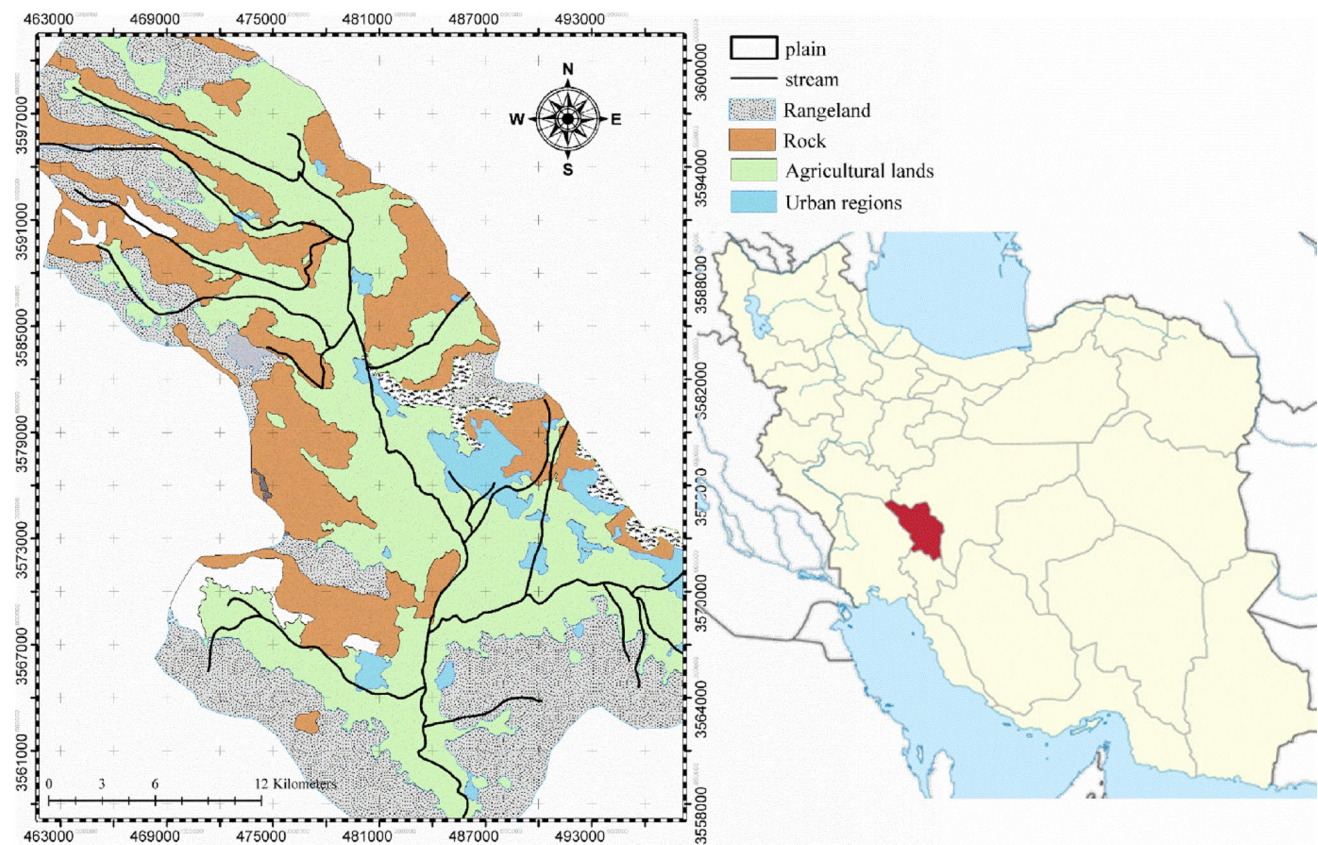 463000 469000 475000 481000 487000 493000
3597000
3591000
3585000
3579000
3573000
3567000
3561000
N
W E
S
0 3 6 12 Kilometers
3600000
3594000
3588000
3582000
3570000
3564000
3558000
463000 469000 475000 481000 487000 493000
plain
stream
Rangeland
Rock
Agricultural lands
Urban regions